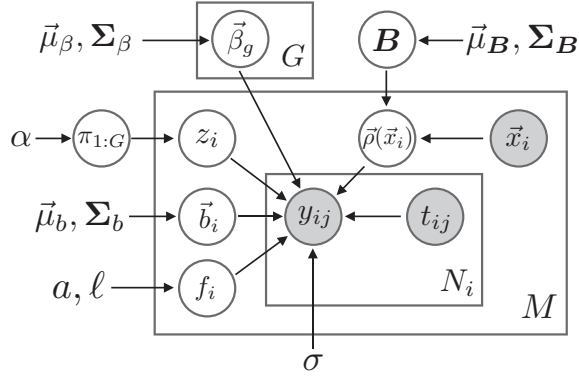 μ⃗_β, Σ_β β⃗_g G B μ⃗_B, Σ_B
α π_{1:G} z_i ρ⃗(x⃗_i) x⃗_i
μ⃗_b, Σ_b b⃗_i y_{ij} t_{ij}
a, ℓ f_i N_i M
σ